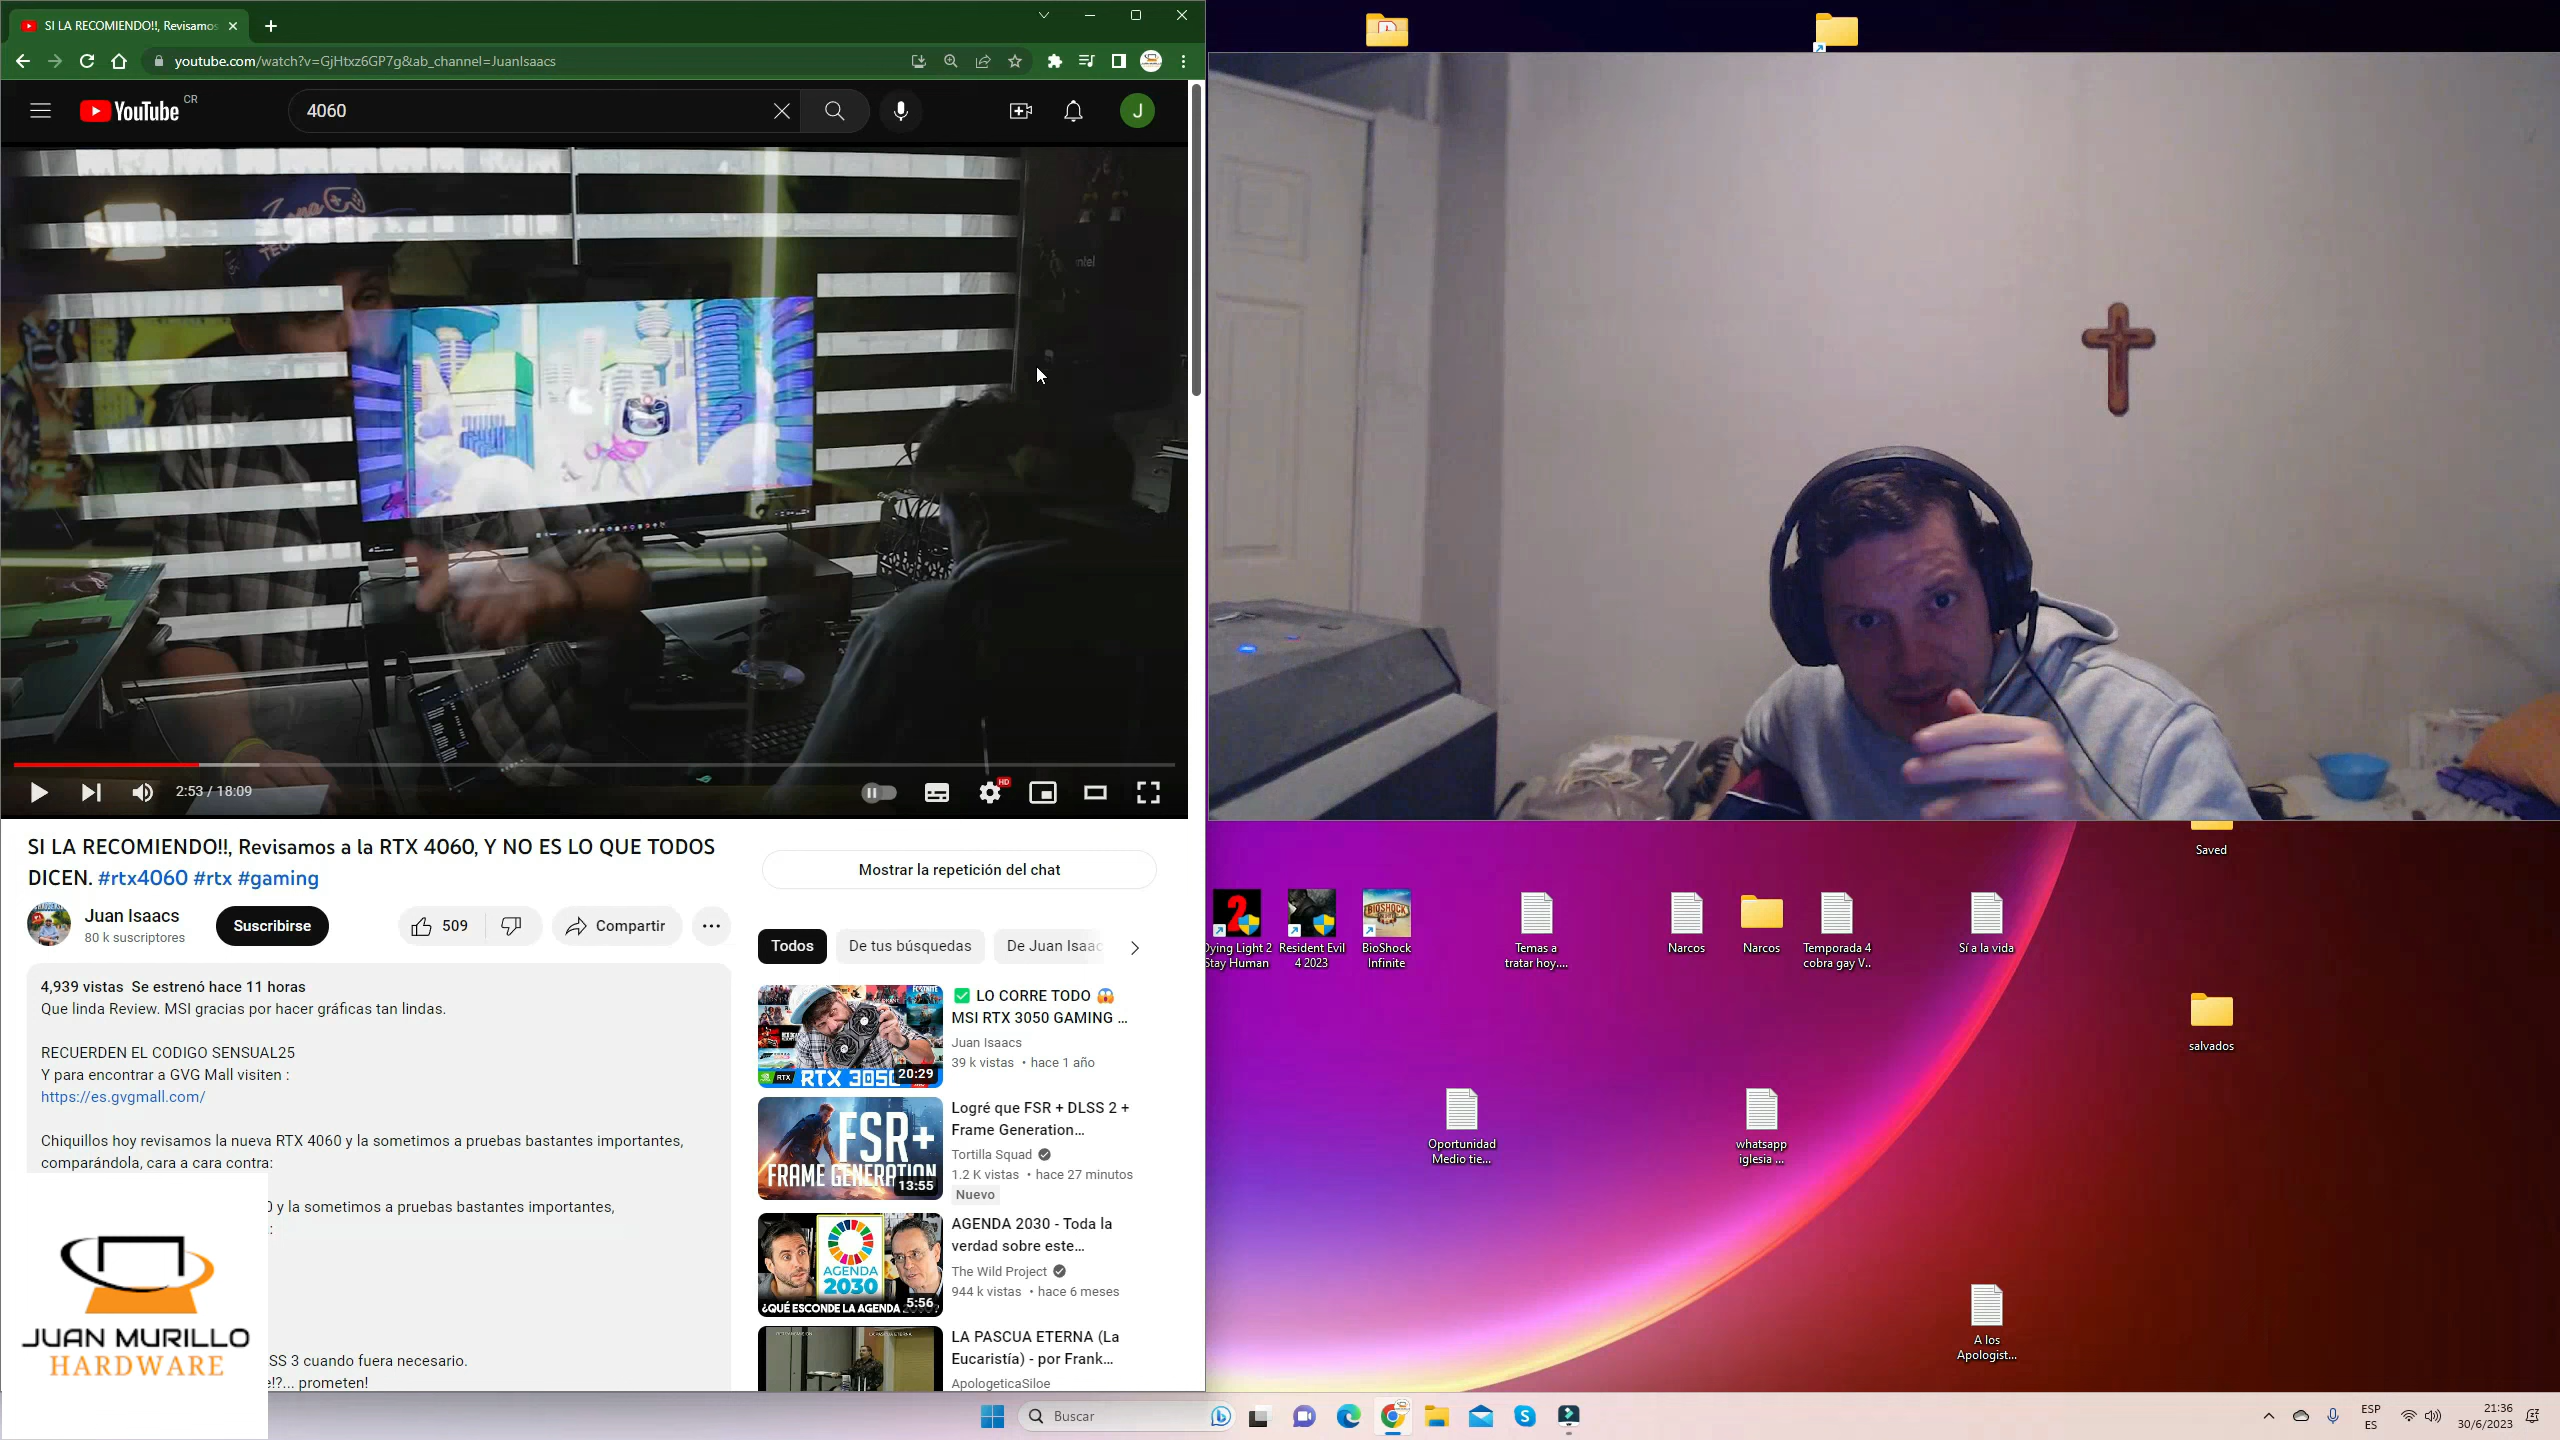 SI LA RECOMIENDO!!, Revisamos
youtube.com/watch?v=GjHtxz6GP7g&ab_channel=JuanIsaacs
YouTube CR
4060
J
Zona
TECH
intel
2:53 / 18:09
HD
SI LA RECOMIENDO!!, Revisamos a la RTX 4060, Y NO ES LO QUE TODOS
DICEN. #rtx4060 #rtx #gaming
Juan Isaacs
80 k suscriptores
Suscribirse
509
Compartir
4,939 vistas Se estrenó hace 11 horas
Que linda Review. MSI gracias por hacer gráficas tan lindas.
RECUERDEN EL CODIGO SENSUAL25
Y para encontrar a GVG Mall visiten :
https://es.gvgmall.com/
Chiquillos hoy revisamos la nueva RTX 4060 y la sometimos a pruebas bastantes importantes,
comparándola, cara a cara contra:
0 y la sometimos a pruebas bastantes importantes,
:
SS 3 cuando fuera necesario.
e!?... prometen!
JUAN MURILLO
HARDWARE
Mostrar la repetición del chat
Todos
De tus búsquedas
De Juan Isaac
RTX RTX 3050
20:29
LO CORRE TODO
MSI RTX 3050 GAMING ...
Juan Isaacs
39 k vistas • hace 1 año
FSR+
FRAME GENERATION
13:55
Logré que FSR + DLSS 2 +
Frame Generation...
Tortilla Squad
1.2 K vistas • hace 27 minutos
Nuevo
AGENDA
2030
¿QUÉ ESCONDE LA AGENDA 2030?
5:56
AGENDA 2030 - Toda la
verdad sobre este...
The Wild Project
944 k vistas • hace 6 meses
LA PASCUA ETERNA (La
Eucaristía) - por Frank...
ApologeticaSiloe
Saved
Dying Light 2
Stay Human
Resident Evil
4 2023
BIOSHOCK
BioShock
Infinite
Temas a
tratar hoy....
Narcos
Narcos
Temporada 4
cobra gay V..
Sí a la vida
salvados
Oportunidad
Medio tie...
whatsapp
iglesia ...
A los
Apologist...
Buscar
ESP
ES
21:36
30/6/2023